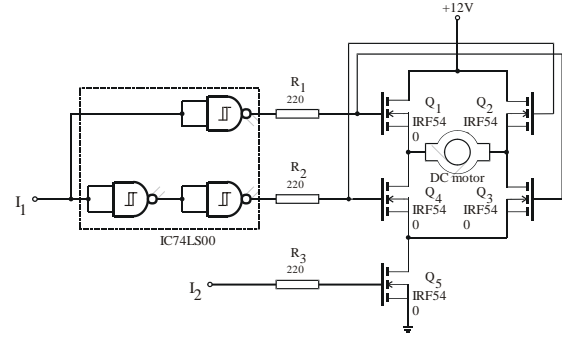 +12V
R1
220
Q1
IRF54
0
Q2
IRF54
0
R2
220
DC motor
Q4
IRF54
0
Q3
IRF54
0
I1
IC74LS00
R3
220
I2
Q5
IRF54
0